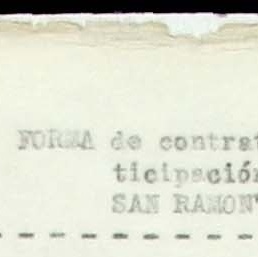 FORMA de contrat
ticipación
SAN RAMON"
- - - - - - - - - -